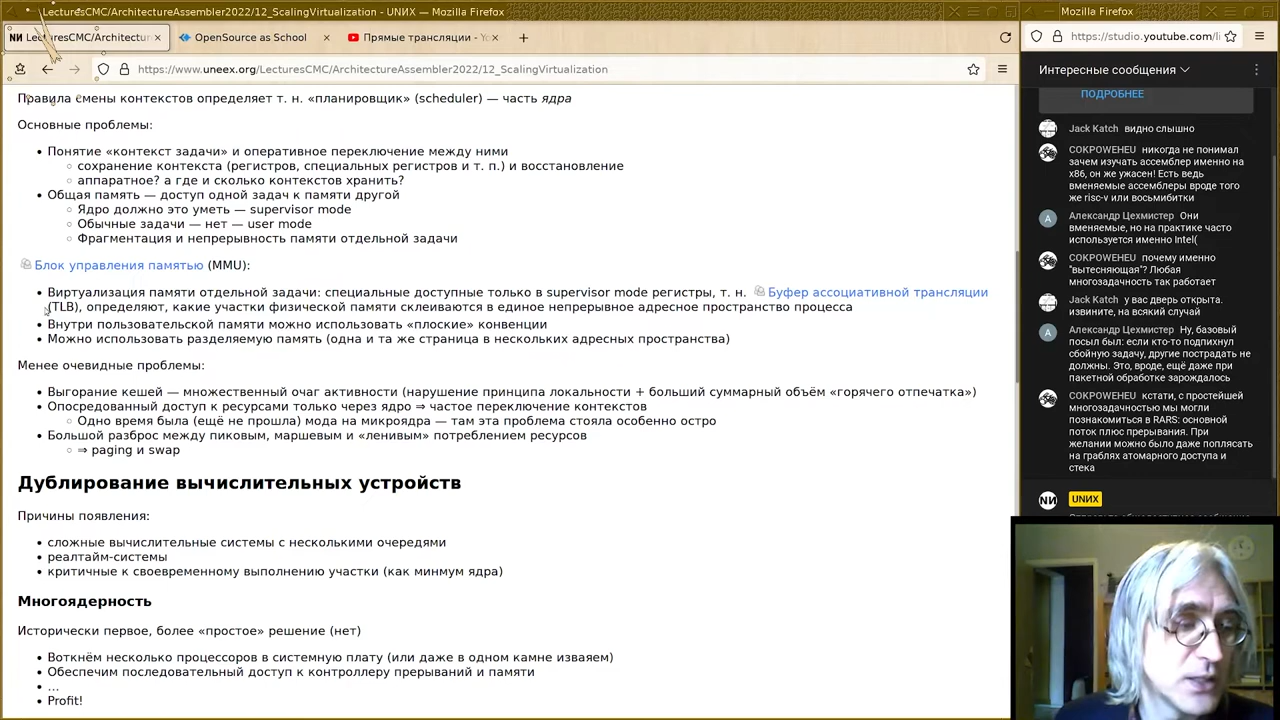 LecturesCMC/ArchitectureAssembler2022/12_ScalingVirtualization - UNИX — Mozilla Firefox
Mozilla Firefox
LecturesCMC/Architectur
OpenSource as School
Прямые трансляции - Yo
https://studio.youtube.com/li
https://www.uneex.org/LecturesCMC/ArchitectureAssembler2022/12_ScalingVirtualization
Правила смены контекстов определяет т. н. «планировщик» (scheduler) — часть ядра
Основные проблемы:
Понятие «контекст задачи» и оперативное переключение между ними
сохранение контекста (регистров, специальных регистров и т. п.) и восстановление
аппаратное? а где и сколько контекстов хранить?
Общая память — доступ одной задач к памяти другой
Ядро должно это уметь — supervisor mode
Обычные задачи — нет — user mode
Фрагментация и непрерывность памяти отдельной задачи
Блок управления памятью (MMU):
Виртуализация памяти отдельной задачи: специальные доступные только в supervisor mode регистры, т. н. Буфер ассоциативной трансляции
(TLB), определяют, какие участки физической памяти склеиваются в единое непрерывное адресное пространство процесса
Внутри пользовательской памяти можно использовать «плоские» конвенции
Можно использовать разделяемую память (одна и та же страница в нескольких адресных пространства)
Менее очевидные проблемы:
Выгорание кешей — множественный очаг активности (нарушение принципа локальности + больший суммарный объём «горячего отпечатка»)
Опосредованный доступ к ресурсами только через ядро ⇒ частое переключение контекстов
Одно время была (ещё не прошла) мода на микроядра — там эта проблема стояла особенно остро
Большой разброс между пиковым, маршевым и «ленивым» потреблением ресурсов
⇒ paging и swap
Дублирование вычислительных устройств
Причины появления:
сложные вычислительные системы с несколькими очередями
реалтайм-системы
критичные к своевременному выполнению участки (как минмум ядра)
Многоядерность
Исторически первое, более «простое» решение (нет)
Воткнём несколько процессоров в системную плату (или даже в одном камне изваяем)
Обеспечим последовательный доступ к контроллеру прерываний и памяти
…
Profit!
Интересные сообщения
ПОДРОБНЕЕ
Jack Katch видно слышно
COKPOWEHEU никогда не понимал
зачем изучать ассемблер именно на
x86, он же ужасен! Есть ведь
вменяемые ассемблеры вроде того
же risc-v или восьмибитки
А
Александр Цехмистер Они
вменяемые, но на практике часто
используется именно Intel(
COKPOWEHEU почему именно
"вытесняющая"? Любая
многозадачность так работает
Jack Katch у вас дверь открыта.
извините, на всякий случай
А
Александр Цехмистер Ну, базовый
посыл был: если кто-то подпихнул
сбойную задачу, другие пострадать не
должны. Это, вроде, ещё даже при
пакетной обработке зарождалось
COKPOWEHEU кстати, с простейшей
многозадачностью мы могли
познакомиться в RARS: основной
поток плюс прерывания. При
желании можно было даже поплясать
на граблях атомарного доступа и
стека
UNИX